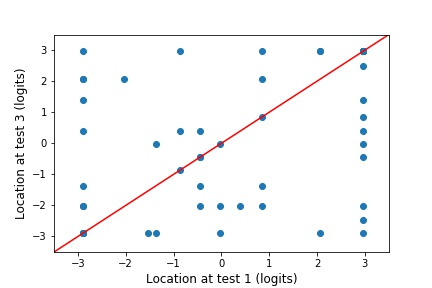 3
2
1
0
−1
−2
−3
Location at test 3 (logits)
−3 −2 −1 0 1 2 3
Location at test 1 (logits)